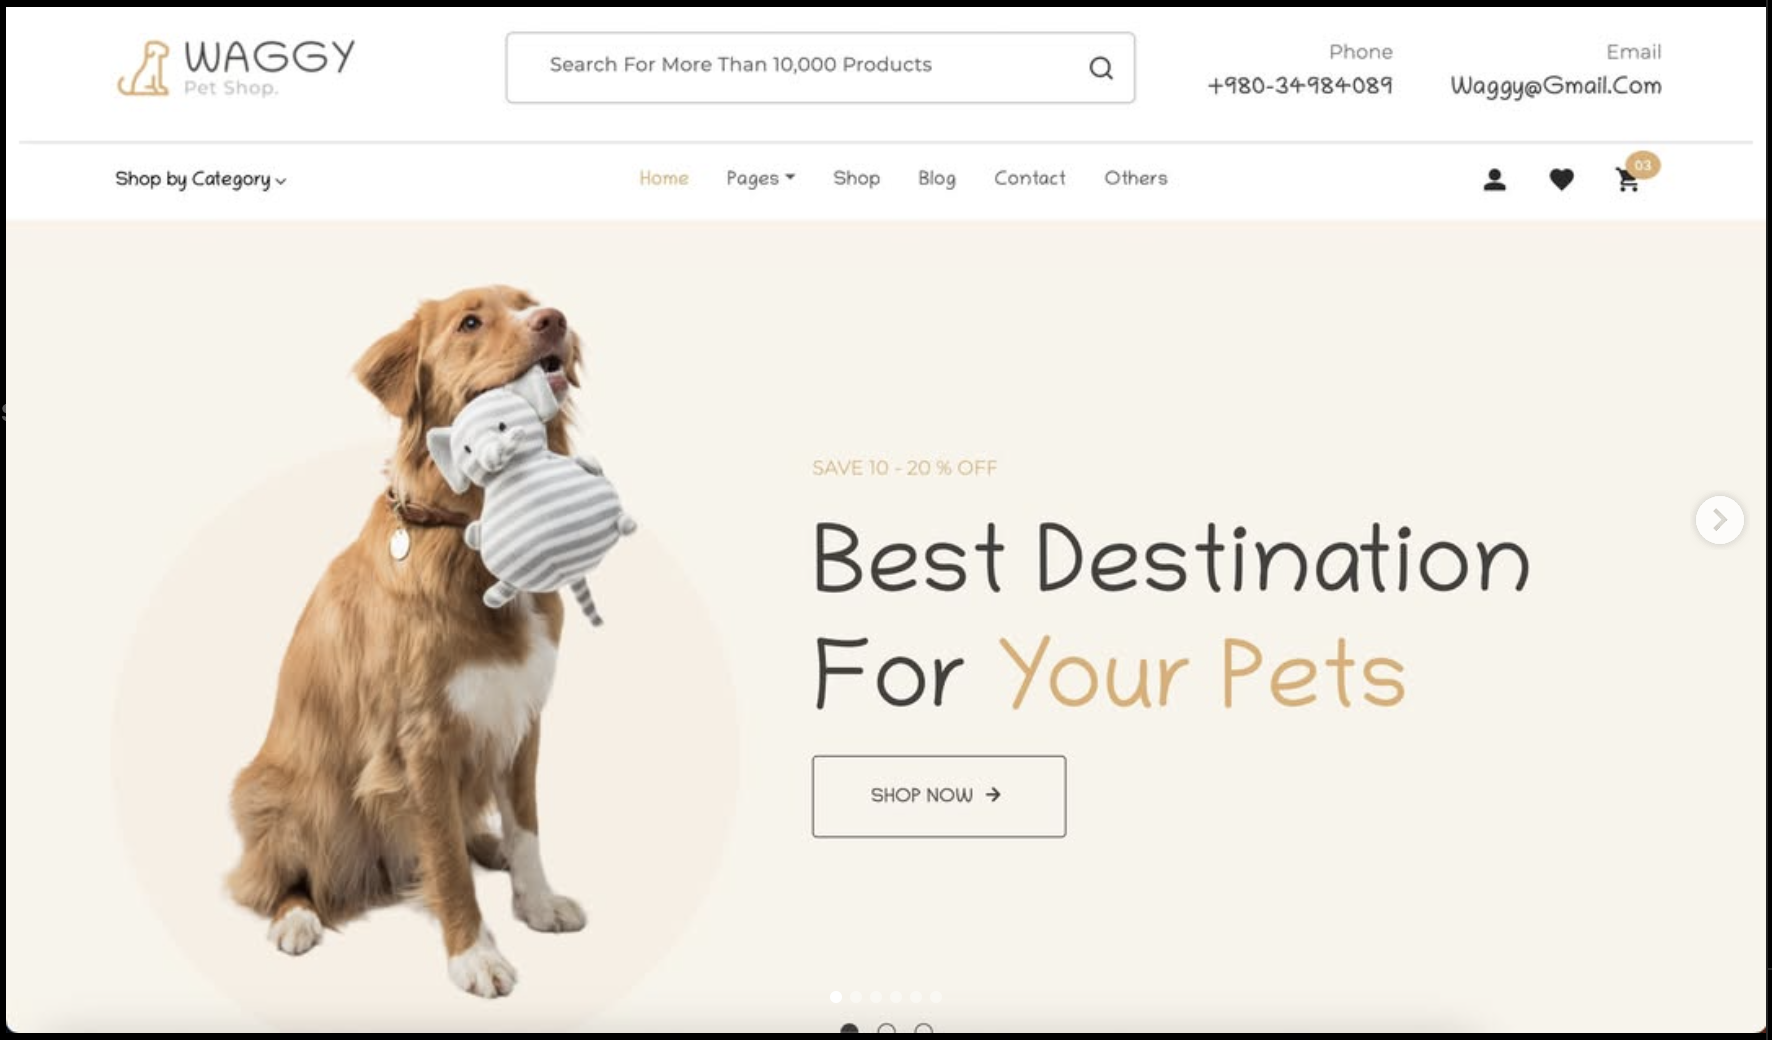 WAGGY
Pet Shop.
Search For More Than 10,000 Products
Phone
+980-34984089
Email
Waggy@Gmail.Com
Shop by Category
Home Pages Shop Blog Contact Others
03
SAVE 10 - 20 % OFF
Best Destination
For Your Pets
SHOP NOW